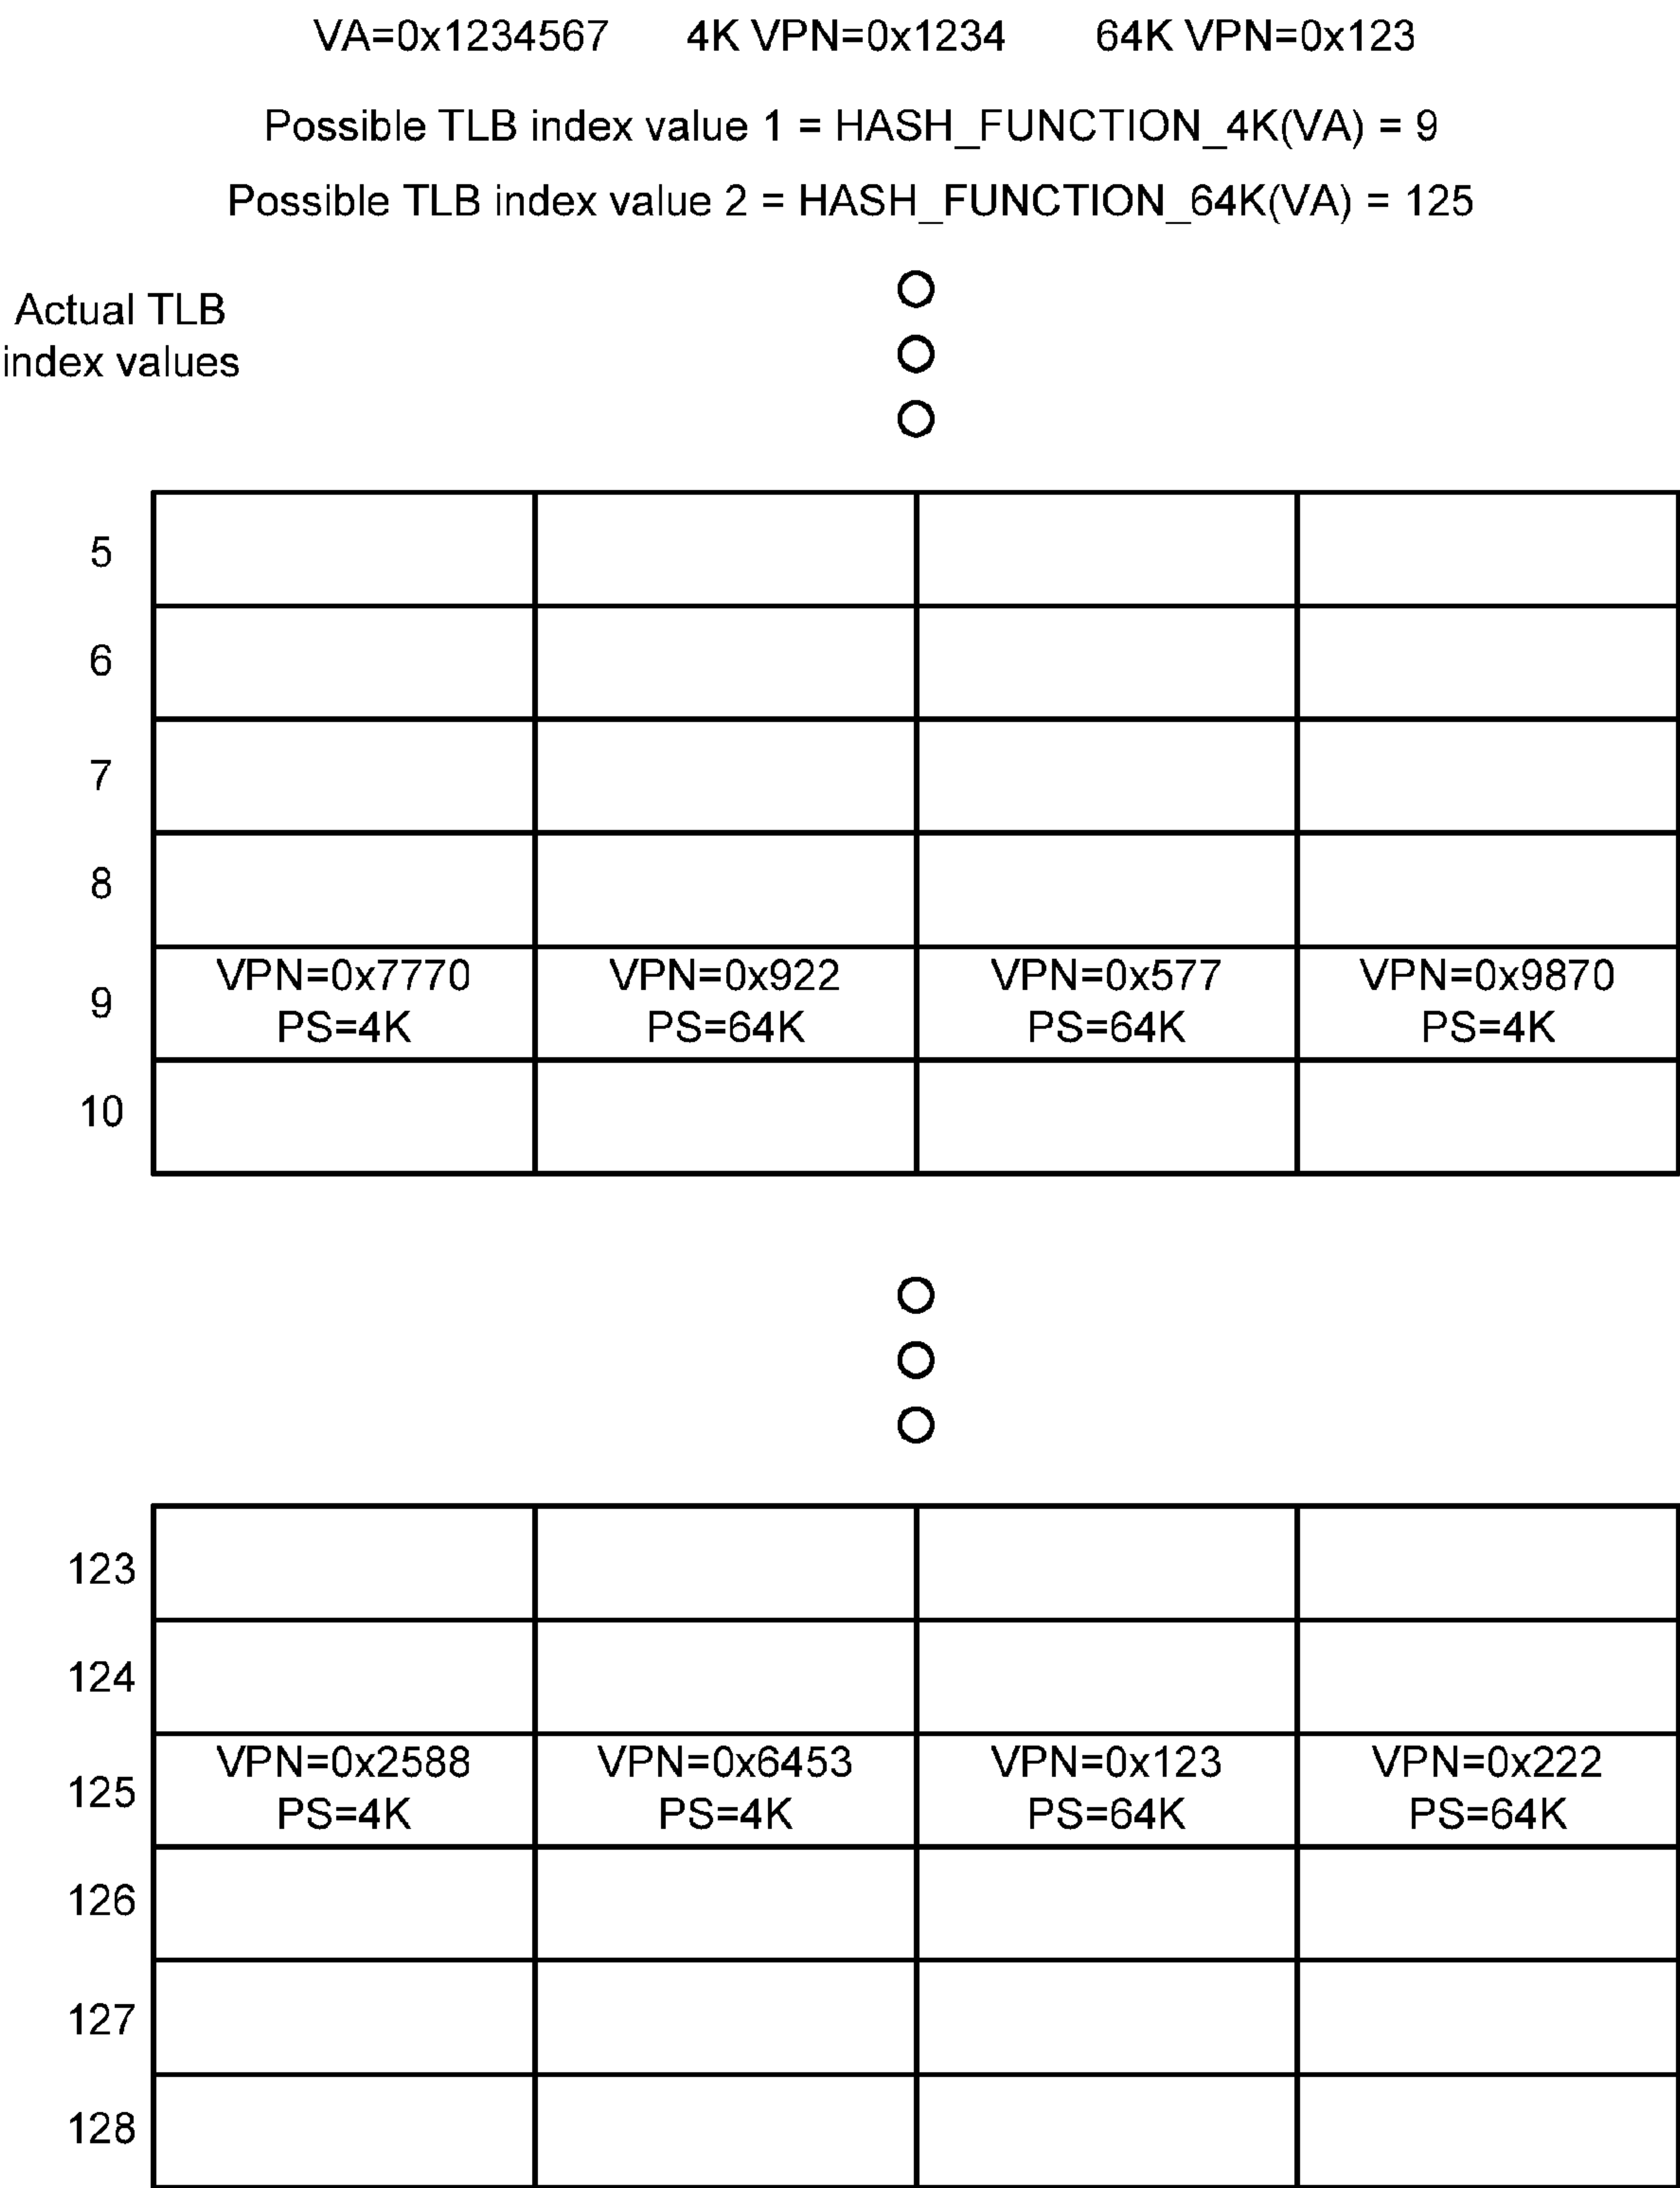 VA=0x1234567 4K VPN=0x1234 64K VPN=0x123
Possible TLB index value 1 = HASH_FUNCTION_4K(VA) = 9
Possible TLB index value 2 = HASH_FUNCTION_64K(VA) = 125
Actual TLB
index values
5
6
7
8
9
VPN=0x7770
PS=4K
VPN=0x922
PS=64K
VPN=0x577
PS=64K
VPN=0x9870
PS=4K
10
123
124
125
VPN=0x2588
PS=4K
VPN=0x6453
PS=4K
VPN=0x123
PS=64K
VPN=0x222
PS=64K
126
127
128